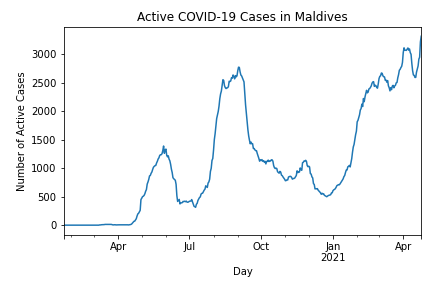 Active COVID-19 Cases in Maldives
Number of Active Cases
3000
2500
2000
1500
1000
500
0
Apr
Jul
Oct
Jan
2021
Apr
Day